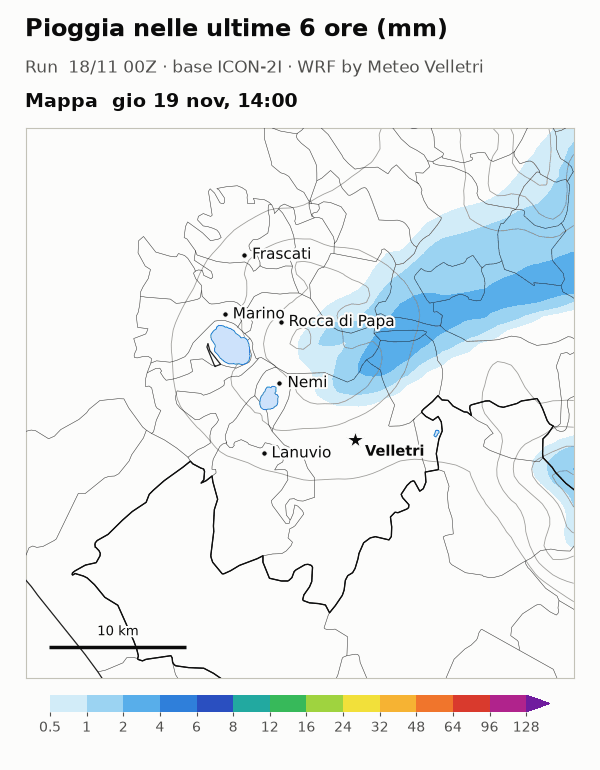 Pioggia nelle ultime 6 ore (mm)
Run  18/11 00Z · base ICON-2I · WRF by Meteo Velletri
Mappa  gio 19 nov, 14:00
Frascati
Marino
Rocca di Papa
Nemi
Velletri
Lanuvio
10 km
0.5 1 2 4 6 8 12 16 24 32 48 64 96 128